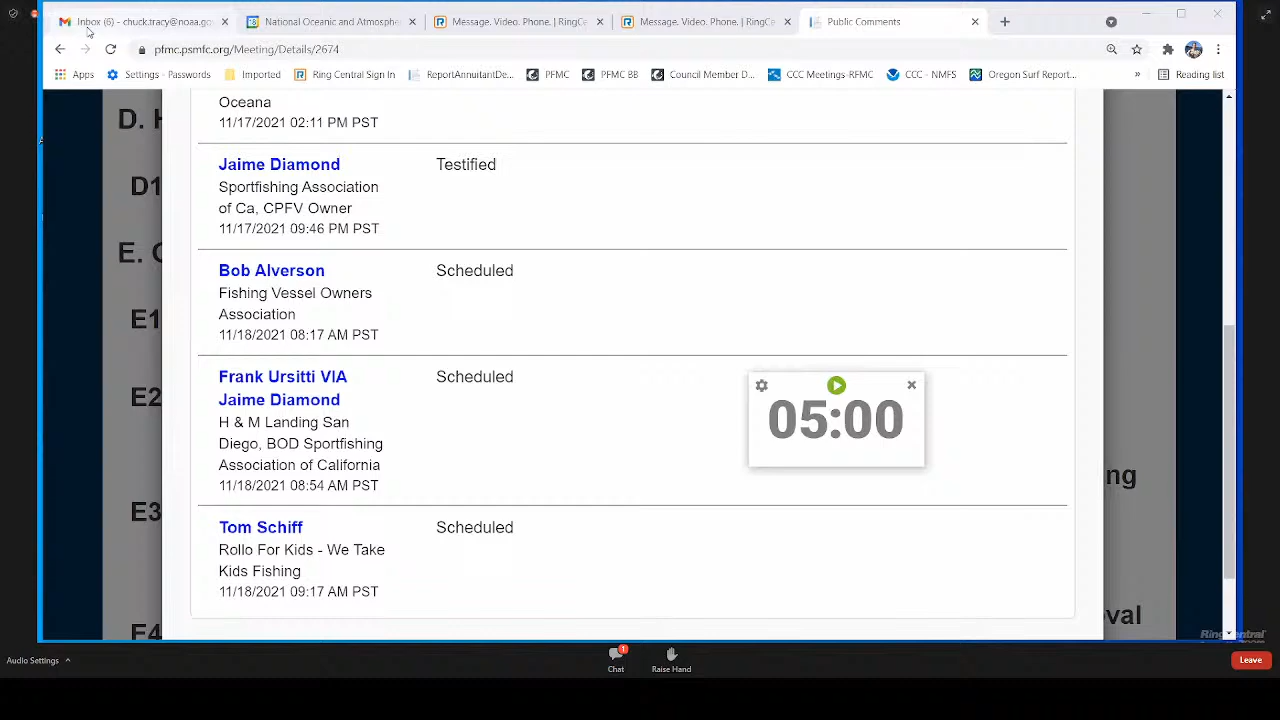 Inbox (6) - chuck.tracy@noaa.go
National Oceanic and Atmosphe
Message. Video. Phone. | RingCe
Message. Video. Phone. | RingCe
Public Comments
pfmc.psmfc.org/Meeting/Details/2674
Apps
Settings - Passwords
Imported
Ring Central Sign In
ReportAnnuitantDe...
PFMC
PFMC BB
Council Member D...
CCC Meetings-RFMC
CCC - NMFS
Oregon Surf Report...
»
Reading list
Oceana
11/17/2021 02:11 PM PST
D. H
D1
Jaime Diamond
Testified
Sportfishing Association
of Ca, CPFV Owner
11/17/2021 09:46 PM PST
E. C
Bob Alverson
Scheduled
Fishing Vessel Owners
Association
11/18/2021 08:17 AM PST
E1
Frank Ursitti VIA
Jaime Diamond
Scheduled
H & M Landing San
Diego, BOD Sportfishing
Association of California
11/18/2021 08:54 AM PST
05:00
E2
ng
E3
Tom Schiff
Scheduled
Rollo For Kids - We Take
Kids Fishing
11/18/2021 09:17 AM PST
E4
oval
RingCentral
Audio Settings
1
Chat
Raise Hand
Leave